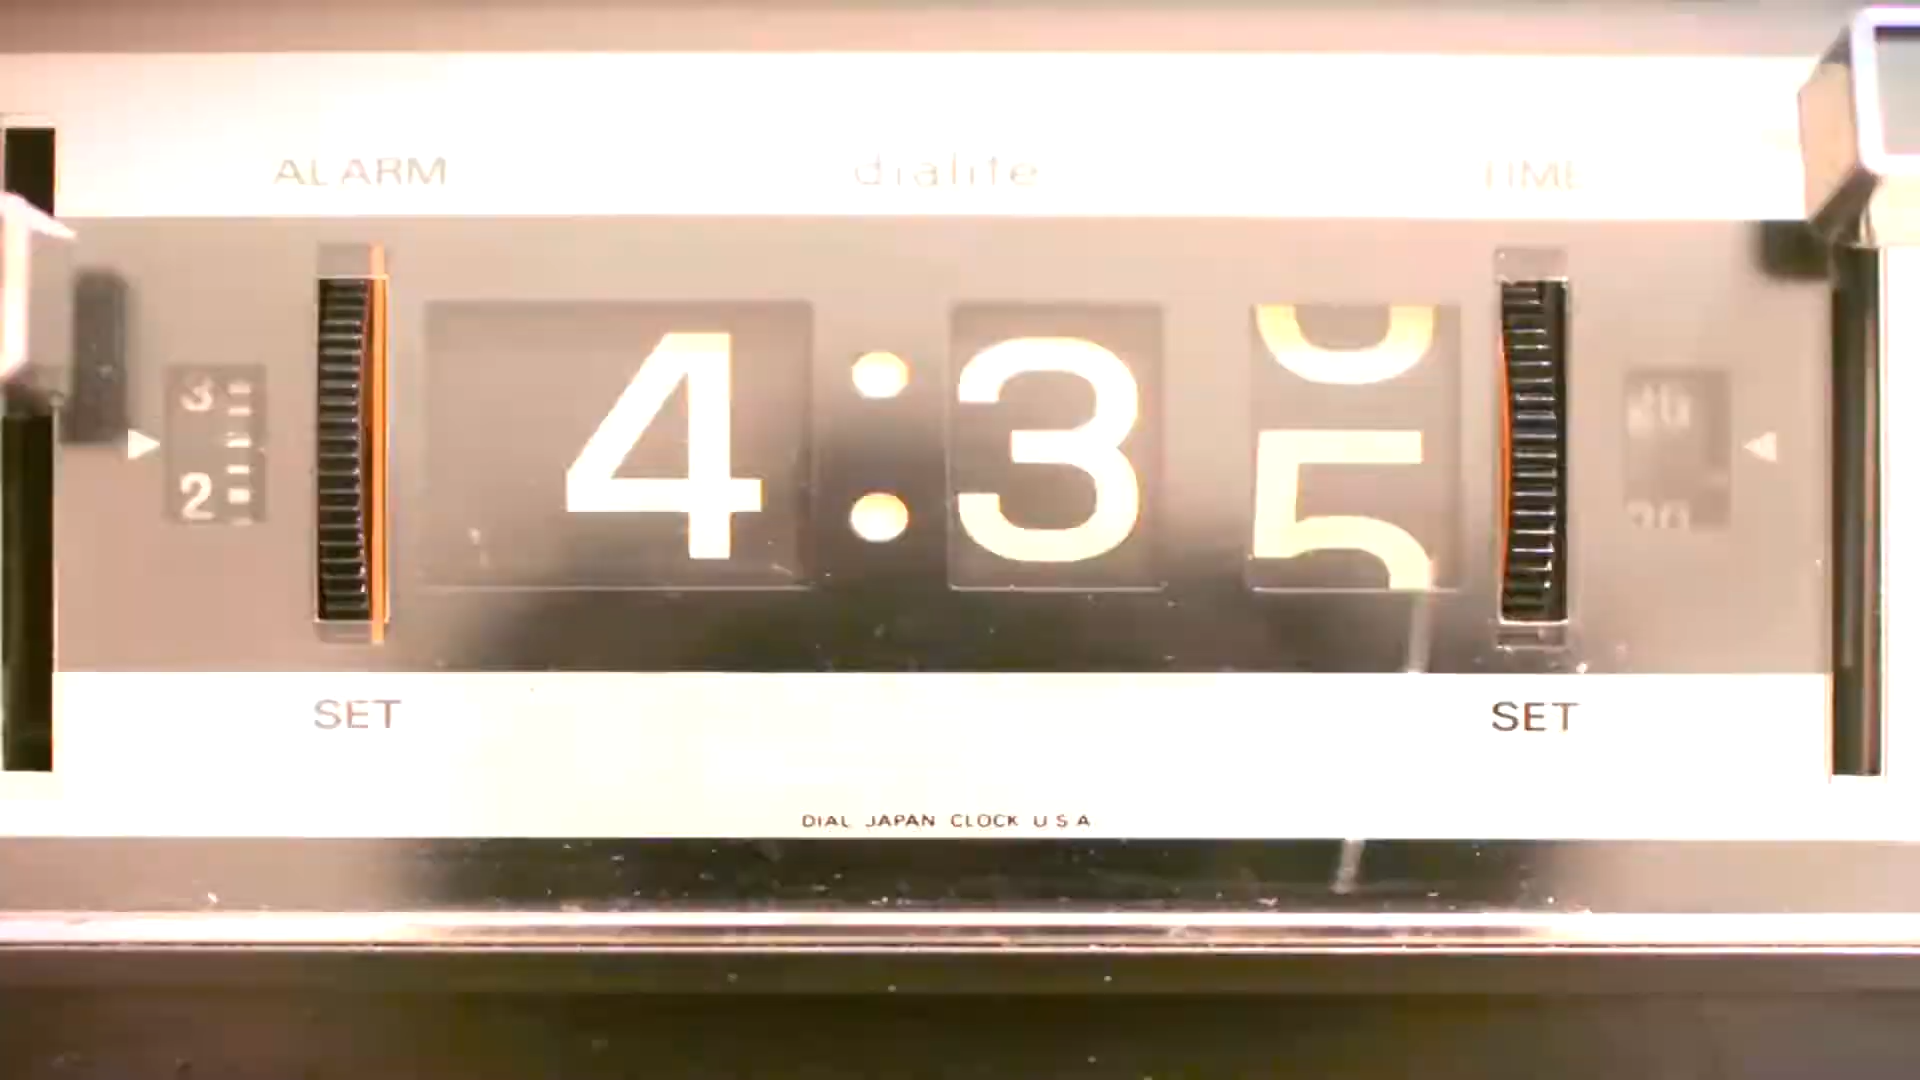 ALARM dialite TIME
4:35
3
2
SET SET
DIAL JAPAN CLOCK U S A